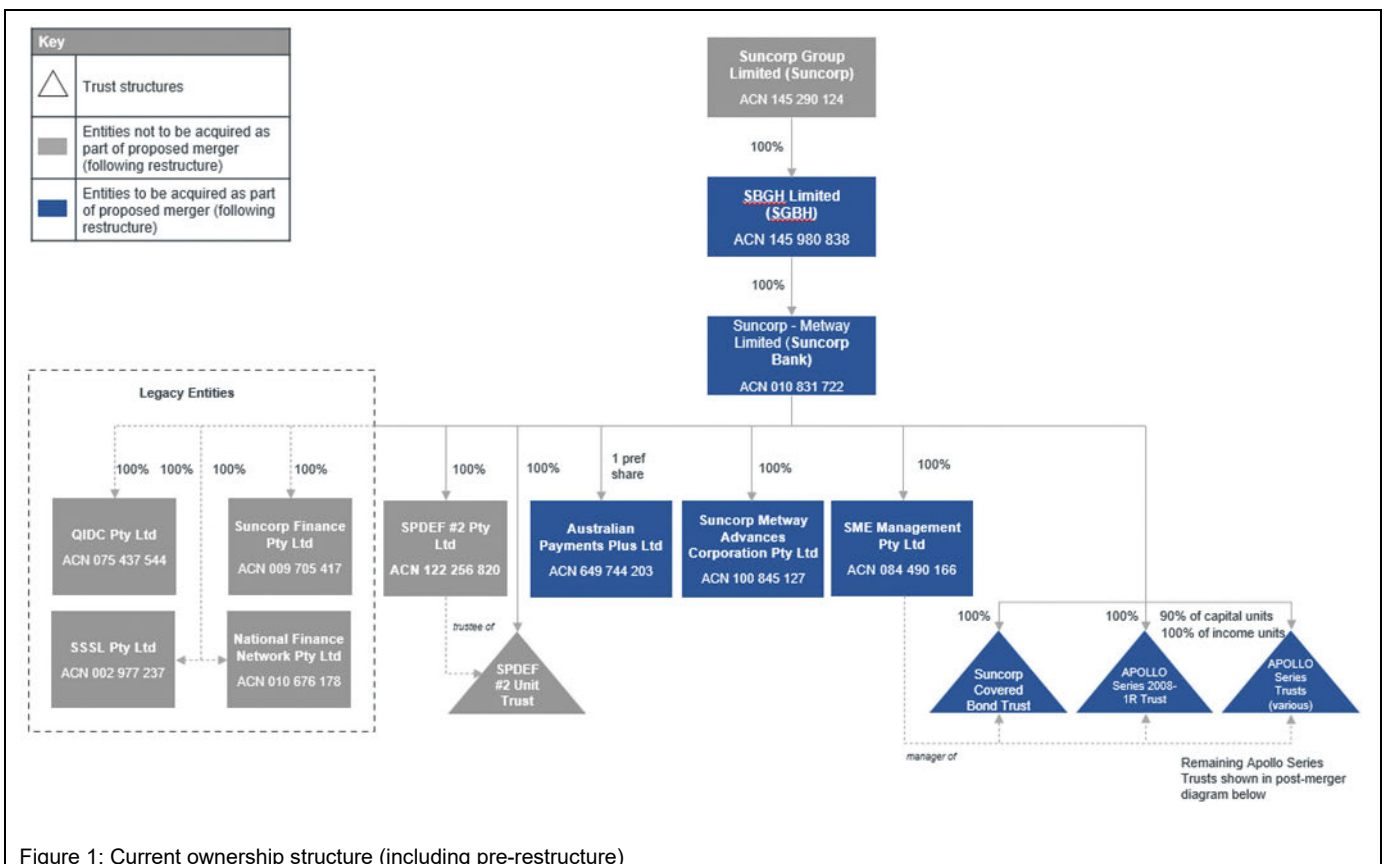 Key
Trust structures
Entities not to be acquired as
part of proposed merger
(following restructure)
Entities to be acquired as part
of proposed merger (following
restructure)
Suncorp Group
Limited (Suncorp)
ACN 145 290 124
100%
SBGH Limited
(SGBH)
ACN 145 980 838
100%
Suncorp - Metway
Limited (Suncorp
Bank)
ACN 010 831 722
Legacy Entities
100%
100%
100%
100%
100%
100%
1 pref
share
100%
100%
QIDC Pty Ltd
ACN 075 437 544
Suncorp Finance
Pty Ltd
ACN 009 705 417
SPDEF #2 Pty
Ltd
ACN 122 256 820
Australian
Payments Plus Ltd
ACN 649 744 203
Suncorp Metway
Advances
Corporation Pty Ltd
ACN 100 845 127
SME Management
Pty Ltd
ACN 084 490 166
SSSL Pty Ltd
ACN 002 977 237
National Finance
Network Pty Ltd
ACN 010 676 178
trustee of
SPDEF
#2 Unit
Trust
100%
100%
90% of capital units
100% of income units
Suncorp
Covered
Bond Trust
APOLLO
Series 2008-
1R Trust
APOLLO
Series
Trusts
(various)
manager of
Remaining Apollo Series
Trusts shown in post-merger
diagram below
Figure 1: Current ownership structure (including pre-restructure)